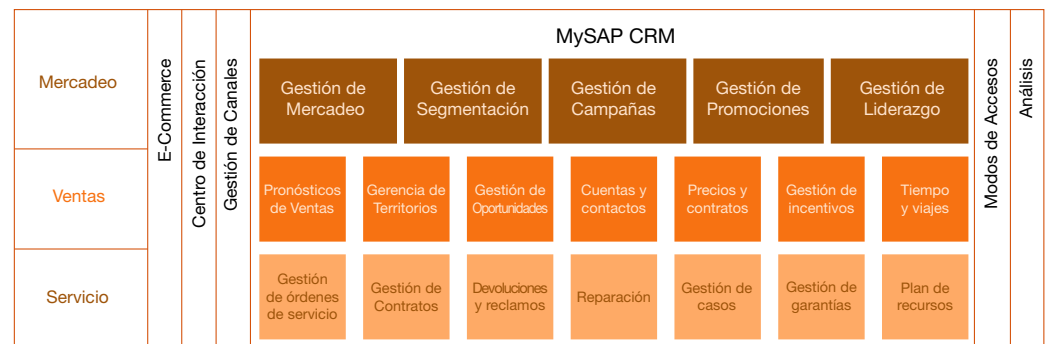 MySAP CRM
Mercadeo
Ventas
Servicio
E-Commerce
Centro de Interacción
Gestión de Canales
Gestión de
Mercadeo
Gestión de
Segmentación
Gestión de
Campañas
Gestión de
Promociones
Gestión de
Liderazgo
Pronósticos
de Ventas
Gerencia de
Territorios
Gestión de
Oportunidades
Cuentas y
contactos
Precios y
contratos
Gestión de
incentivos
Tiempo
y viajes
Gestión
de órdenes
de servicio
Gestión de
Contratos
Devoluciones
y reclamos
Reparación
Gestión de
casos
Gestión de
garantías
Plan de
recursos
Modos de Accesos
Análisis